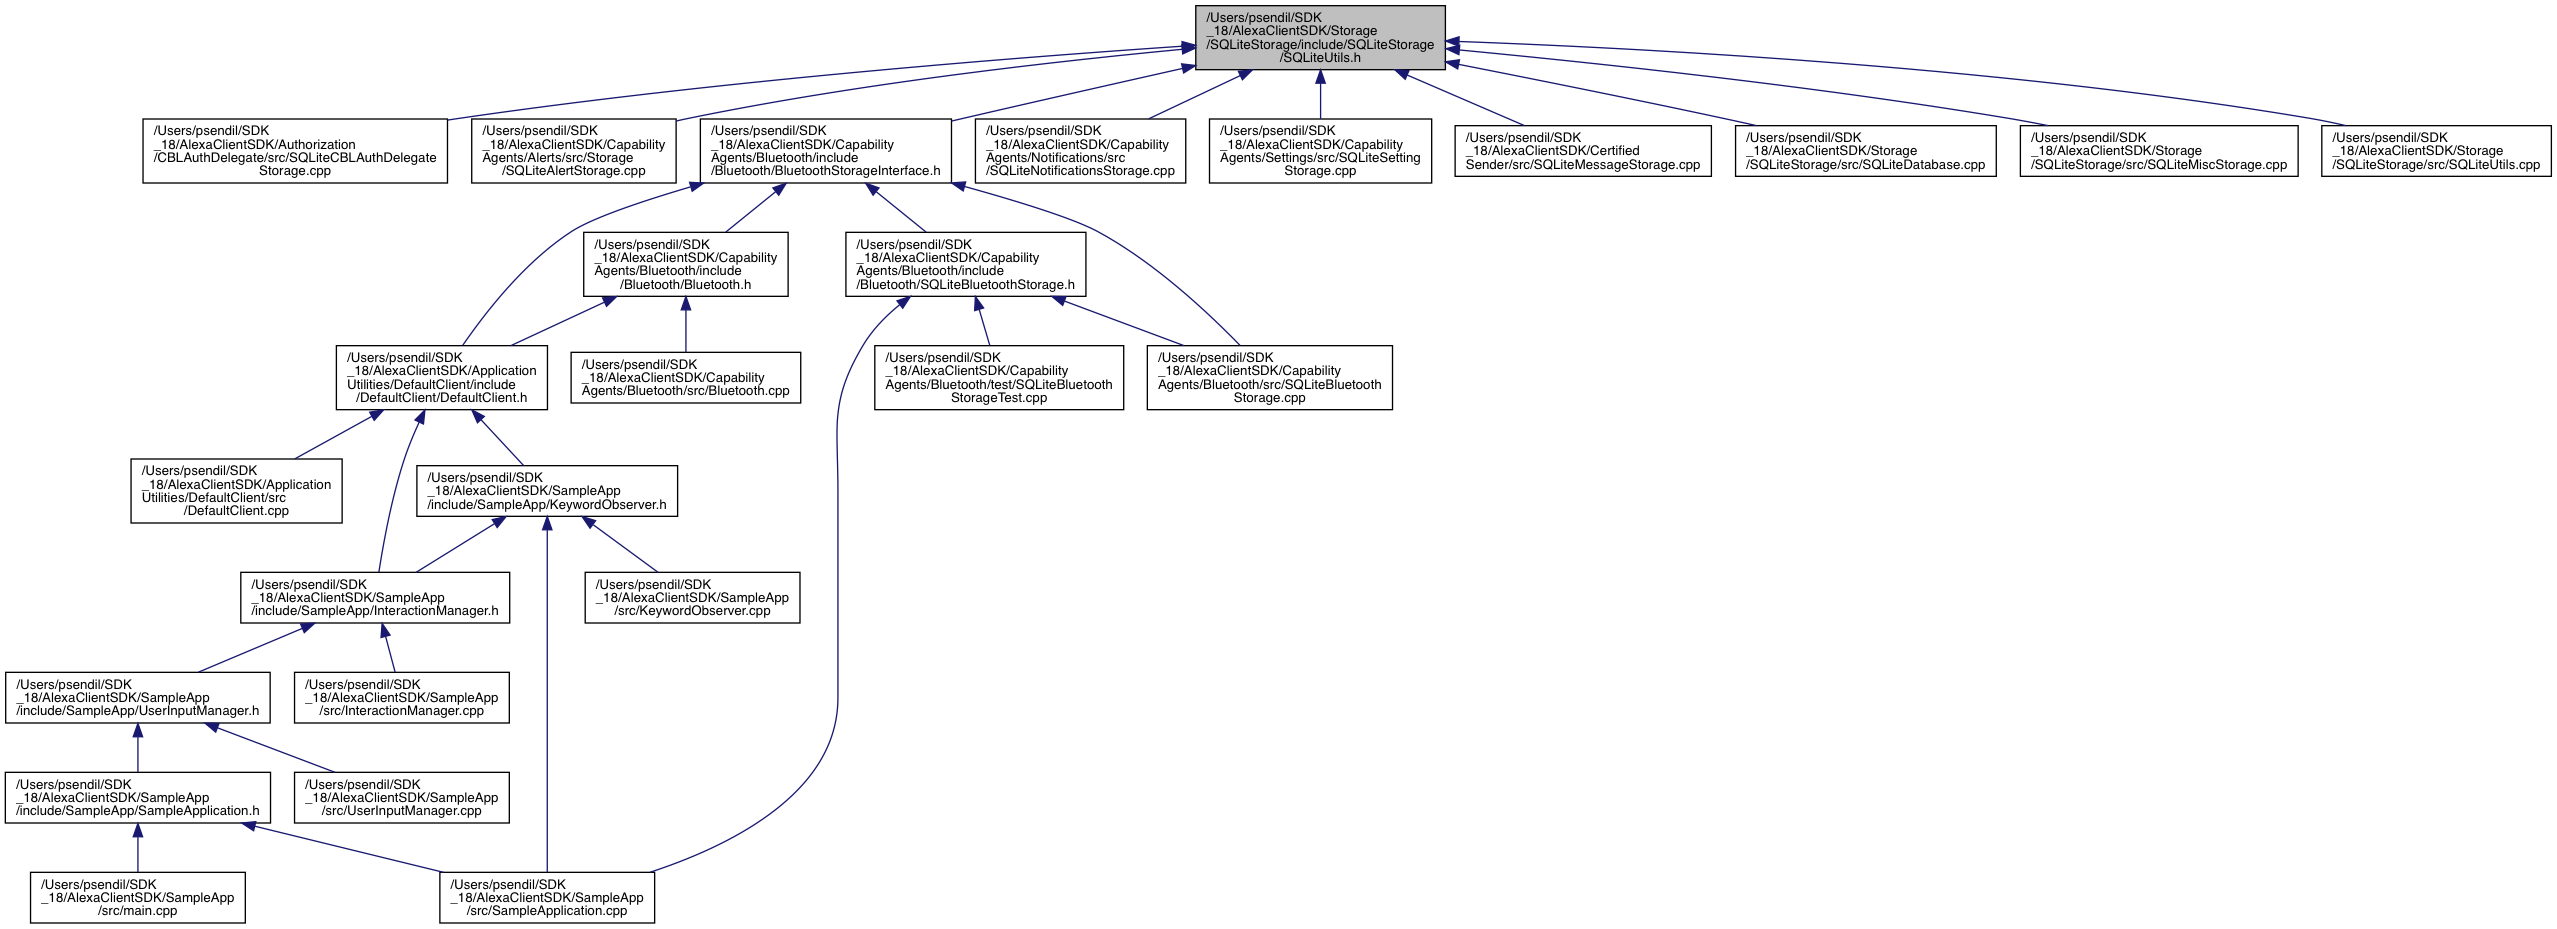 /Users/psendil/SDK
_18/AlexaClientSDK/Storage
/SQLiteStorage/include/SQLiteStorage
/SQLiteUtils.h
/Users/psendil/SDK
_18/AlexaClientSDK/Authorization
/CBLAuthDelegate/src/SQLiteCBLAuthDelegate
Storage.cpp
/Users/psendil/SDK
_18/AlexaClientSDK/Capability
Agents/Alerts/src/Storage
/SQLiteAlertStorage.cpp
/Users/psendil/SDK
_18/AlexaClientSDK/Capability
Agents/Bluetooth/include
/Bluetooth/BluetoothStorageInterface.h
/Users/psendil/SDK
_18/AlexaClientSDK/Capability
Agents/Notifications/src
/SQLiteNotificationsStorage.cpp
/Users/psendil/SDK
_18/AlexaClientSDK/Capability
Agents/Settings/src/SQLiteSetting
Storage.cpp
/Users/psendil/SDK
_18/AlexaClientSDK/Certified
Sender/src/SQLiteMessageStorage.cpp
/Users/psendil/SDK
_18/AlexaClientSDK/Storage
/SQLiteStorage/src/SQLiteDatabase.cpp
/Users/psendil/SDK
_18/AlexaClientSDK/Storage
/SQLiteStorage/src/SQLiteMiscStorage.cpp
/Users/psendil/SDK
_18/AlexaClientSDK/Storage
/SQLiteStorage/src/SQLiteUtils.cpp
/Users/psendil/SDK
_18/AlexaClientSDK/Capability
Agents/Bluetooth/include
/Bluetooth/Bluetooth.h
/Users/psendil/SDK
_18/AlexaClientSDK/Capability
Agents/Bluetooth/include
/Bluetooth/SQLiteBluetoothStorage.h
/Users/psendil/SDK
_18/AlexaClientSDK/Application
Utilities/DefaultClient/include
/DefaultClient/DefaultClient.h
/Users/psendil/SDK
_18/AlexaClientSDK/Capability
Agents/Bluetooth/src/Bluetooth.cpp
/Users/psendil/SDK
_18/AlexaClientSDK/Capability
Agents/Bluetooth/test/SQLiteBluetooth
StorageTest.cpp
/Users/psendil/SDK
_18/AlexaClientSDK/Capability
Agents/Bluetooth/src/SQLiteBluetooth
Storage.cpp
/Users/psendil/SDK
_18/AlexaClientSDK/Application
Utilities/DefaultClient/src
/DefaultClient.cpp
/Users/psendil/SDK
_18/AlexaClientSDK/SampleApp
/include/SampleApp/KeywordObserver.h
/Users/psendil/SDK
_18/AlexaClientSDK/SampleApp
/include/SampleApp/InteractionManager.h
/Users/psendil/SDK
_18/AlexaClientSDK/SampleApp
/src/KeywordObserver.cpp
/Users/psendil/SDK
_18/AlexaClientSDK/SampleApp
/include/SampleApp/UserInputManager.h
/Users/psendil/SDK
_18/AlexaClientSDK/SampleApp
/src/InteractionManager.cpp
/Users/psendil/SDK
_18/AlexaClientSDK/SampleApp
/include/SampleApp/SampleApplication.h
/Users/psendil/SDK
_18/AlexaClientSDK/SampleApp
/src/UserInputManager.cpp
/Users/psendil/SDK
_18/AlexaClientSDK/SampleApp
/src/main.cpp
/Users/psendil/SDK
_18/AlexaClientSDK/SampleApp
/src/SampleApplication.cpp